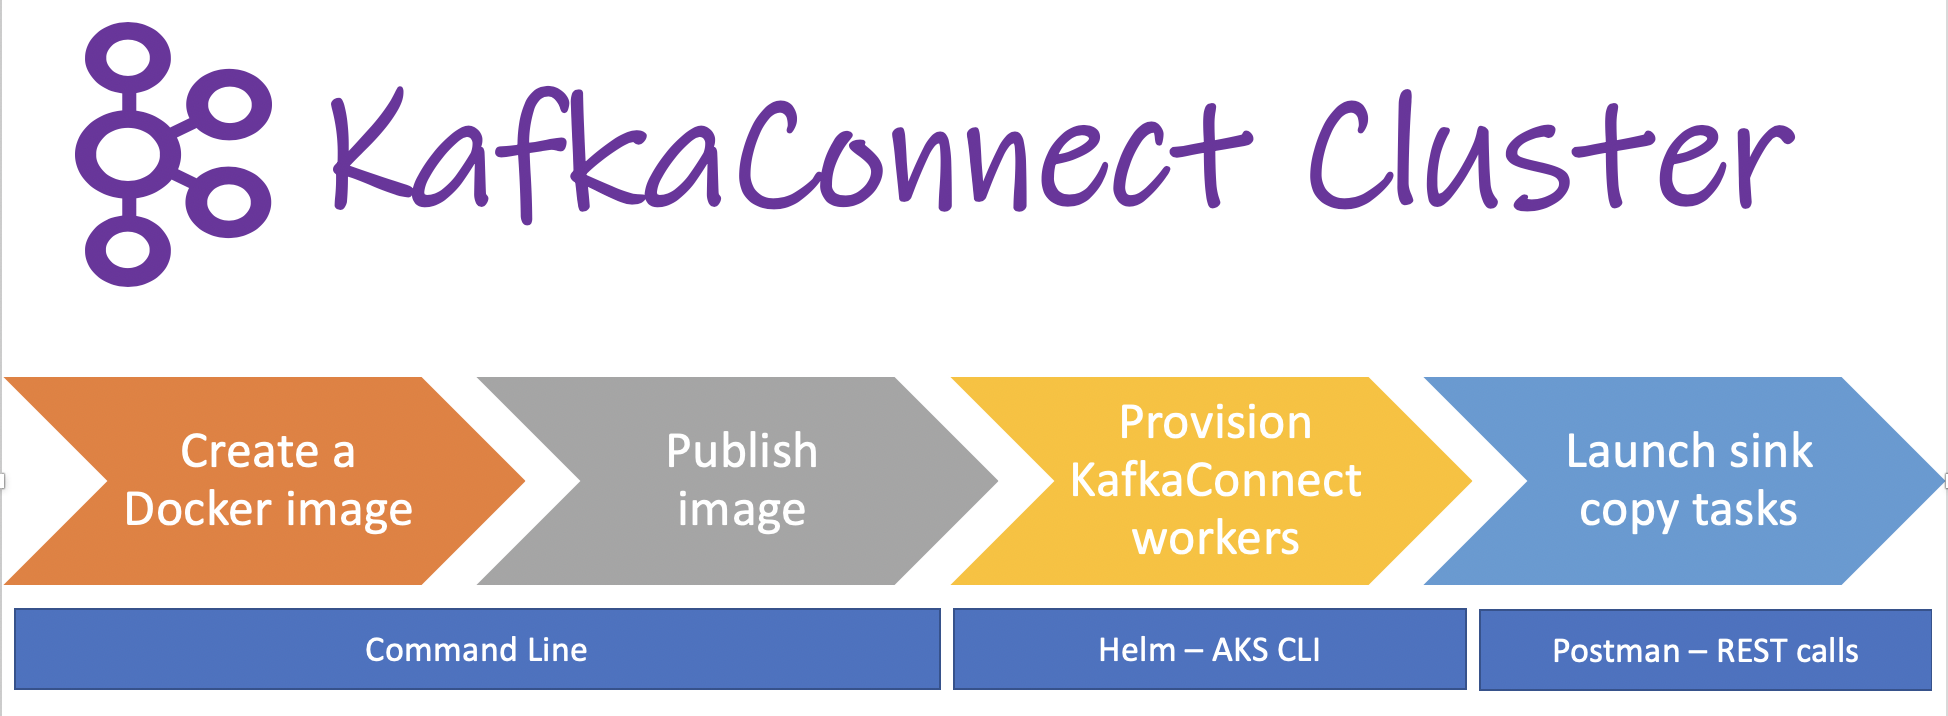 KafkaConnect Cluster
Create a
Docker image
Publish
image
Provision
KafkaConnect
workers
Launch sink
copy tasks
Command Line
Helm – AKS CLI
Postman – REST calls